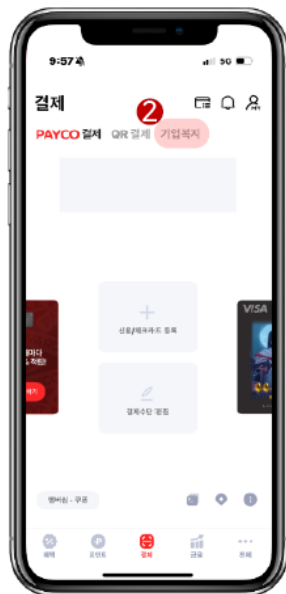 9:57
5G
결제
2
PAYCO 결제 QR 결제 기업복지
VISA
신용/체크카드 등록
결제수단 편집
멤버십 · 쿠폰
혜택 포인트 결제 금융 전체